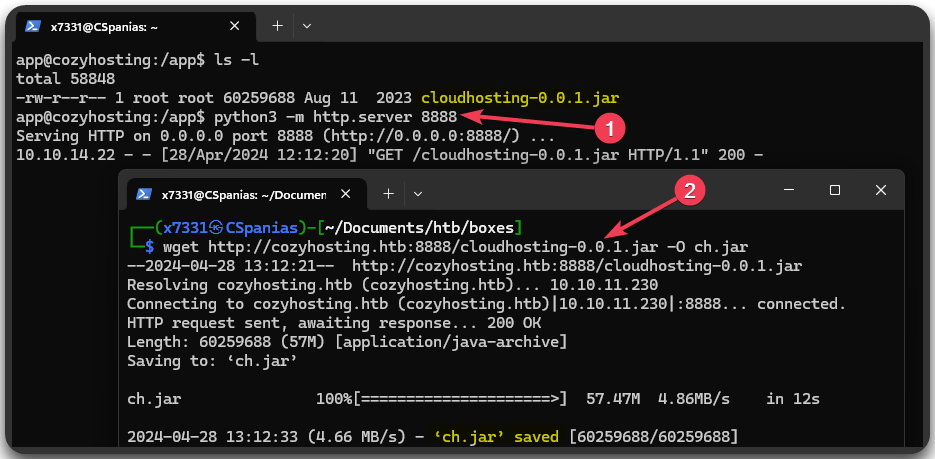 x7331@CSpanias: ~
app@cozyhosting:/app$ ls -l
total 58848
-rw-r--r-- 1 root root 60259688 Aug 11  2023 cloudhosting-0.0.1.jar
app@cozyhosting:/app$ python3 -m http.server 8888
Serving HTTP on 0.0.0.0 port 8888 (http://0.0.0.0:8888/) ...
1
10.10.14.22 - - [28/Apr/2024 12:12:20] "GET /cloudhosting-0.0.1.jar HTTP/1.1" 200 -
x7331@CSpanias: ~/Documen
2
┌──(x7331㉿CSpanias)-[~/Documents/htb/boxes]
└─$ wget http://cozyhosting.htb:8888/cloudhosting-0.0.1.jar -O ch.jar
--2024-04-28 13:12:21--  http://cozyhosting.htb:8888/cloudhosting-0.0.1.jar
Resolving cozyhosting.htb (cozyhosting.htb)... 10.10.11.230
Connecting to cozyhosting.htb (cozyhosting.htb)|10.10.11.230|:8888... connected.
HTTP request sent, awaiting response... 200 OK
Length: 60259688 (57M) [application/java-archive]
Saving to: ‘ch.jar’
ch.jar              100%[=====================>]  57.47M  4.86MB/s    in 12s
2024-04-28 13:12:33 (4.66 MB/s) - ‘ch.jar’ saved [60259688/60259688]